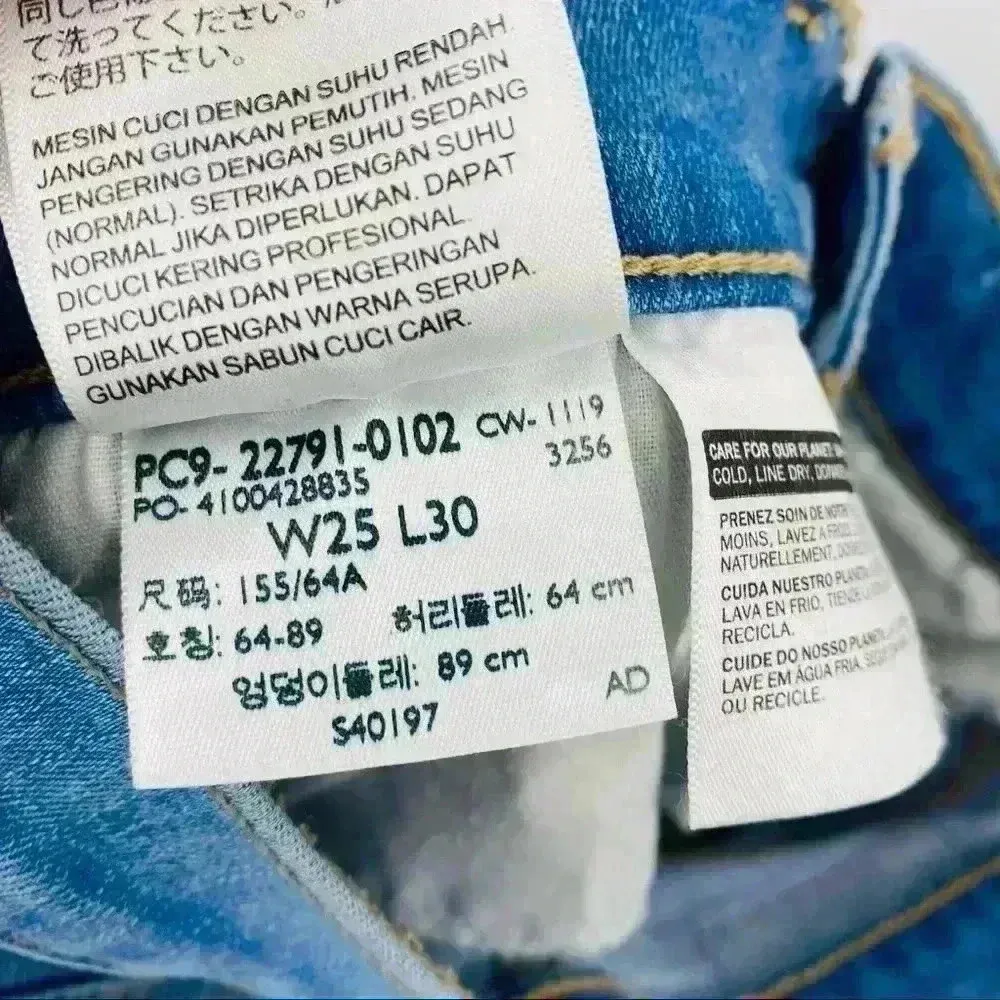 て洗ってください。
ご使用下さい。
MESIN CUCI DENGAN SUHU RENDAH.
JANGAN GUNAKAN PEMUTIH. MESIN
PENGERING DENGAN SUHU SEDANG
(NORMAL). SETRIKA DENGAN SUHU
NORMAL JIKA DIPERLUKAN. DAPAT
DICUCI KERING PROFESIONAL.
PENCUCIAN DAN PENGERINGAN
DIBALIK DENGAN WARNA SERUPA.
GUNAKAN SABUN CUCI CAIR.
PC9-22791-0102 CW-1119
PO-4100428835 3256
W25 L30
尺码: 155/64A
호칭: 64-89 허리둘레: 64 cm
엉덩이둘레: 89 cm
S40197 AD
CARE FOR OUR PLANET:
COLD, LINE DRY,
PRENEZ SOIN DE
MOINS, LAVEZ A
NATURELLEMENT,
CUIDA NUESTRO
LAVA EN FRIO,
RECICLA.
CUIDE DO NOSSO PLANETA
LAVE EM ÁGUA FRIA,
OU RECICLE.